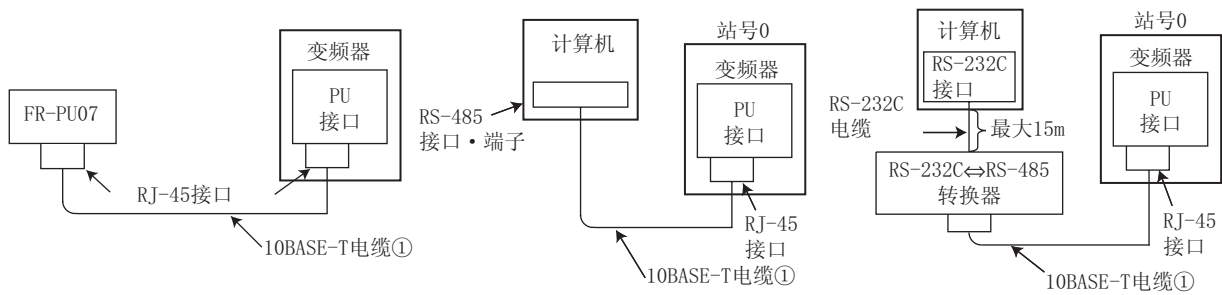 变频器
PU
接口
FR-PU07
RJ-45接口
10BASE-T电缆①
计算机
RS-485
接口·端子
站号0
变频器
PU
接口
RJ-45
接口
10BASE-T电缆①
计算机
RS-232C
接口
RS-232C
电缆
最大15m
RS-232C⇔RS-485
转换器
站号0
变频器
PU
接口
RJ-45
接口
10BASE-T电缆①